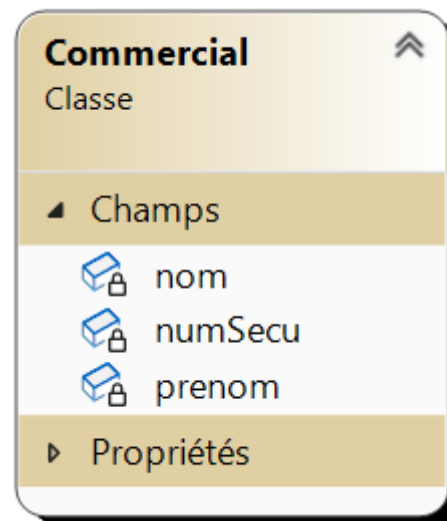 Commercial
Classe
Champs
nom
numSecu
prenom
Propriétés